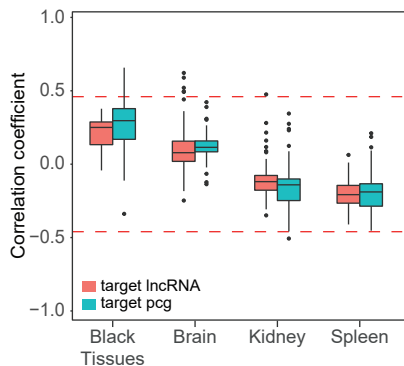 Correlation coefficient
1.0
0.5
0.0
−0.5
−1.0
target lncRNA
target pcg
Black Tissues
Brain
Kidney
Spleen